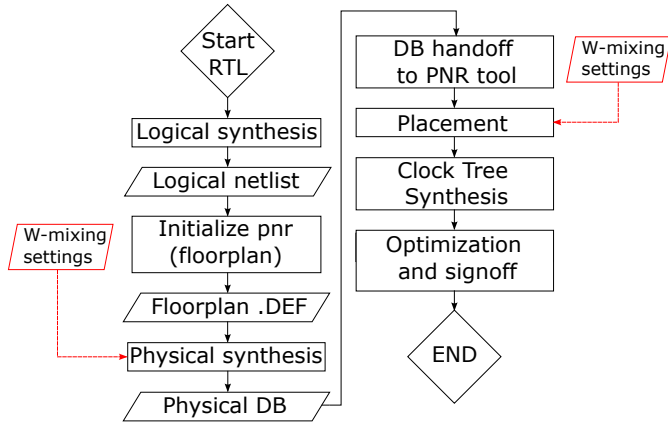 Start
RTL
Logical synthesis
Logical netlist
Initialize pnr
(floorplan)
W-mixing
settings
Floorplan .DEF
Physical synthesis
Physical DB
DB handoff
to PNR tool
W-mixing
settings
Placement
Clock Tree
Synthesis
Optimization
and signoff
END